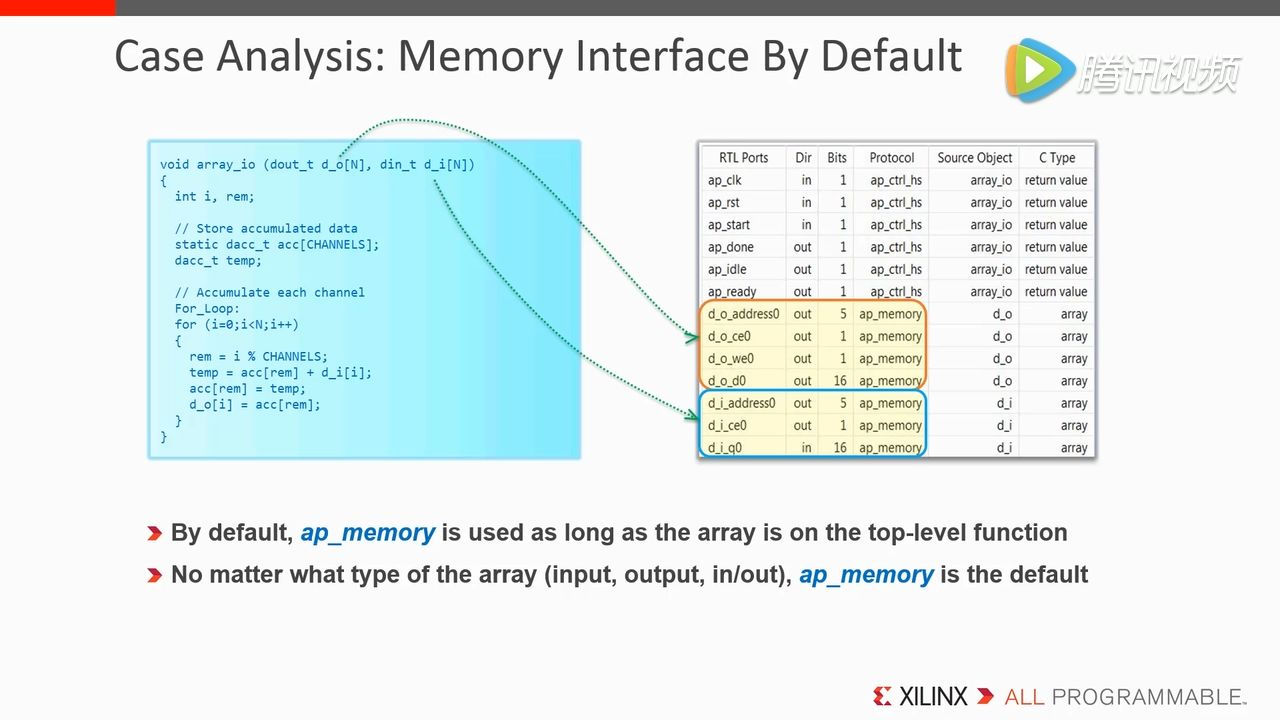 Case Analysis: Memory Interface By Default
腾讯视频
void array_io (dout_t d_o[N], din_t d_i[N])
{
int i, rem;
// Store accumulated data
static dacc_t acc[CHANNELS];
dacc_t temp;
// Accumulate each channel
For_Loop:
for (i=0;i<N;i++)
{
rem = i % CHANNELS;
temp = acc[rem] + d_i[i];
acc[rem] = temp;
d_o[i] = acc[rem];
}
}
RTL Ports Dir Bits Protocol Source Object C Type
ap_clk in 1 ap_ctrl_hs array_io return value
ap_rst in 1 ap_ctrl_hs array_io return value
ap_start in 1 ap_ctrl_hs array_io return value
ap_done out 1 ap_ctrl_hs array_io return value
ap_idle out 1 ap_ctrl_hs array_io return value
ap_ready out 1 ap_ctrl_hs array_io return value
d_o_address0 out 5 ap_memory d_o array
d_o_ce0 out 1 ap_memory d_o array
d_o_we0 out 1 ap_memory d_o array
d_o_d0 out 16 ap_memory d_o array
d_i_address0 out 5 ap_memory d_i array
d_i_ce0 out 1 ap_memory d_i array
d_i_q0 in 16 ap_memory d_i array
By default, ap_memory is used as long as the array is on the top-level function
No matter what type of the array (input, output, in/out), ap_memory is the default
XILINX ALL PROGRAMMABLE™